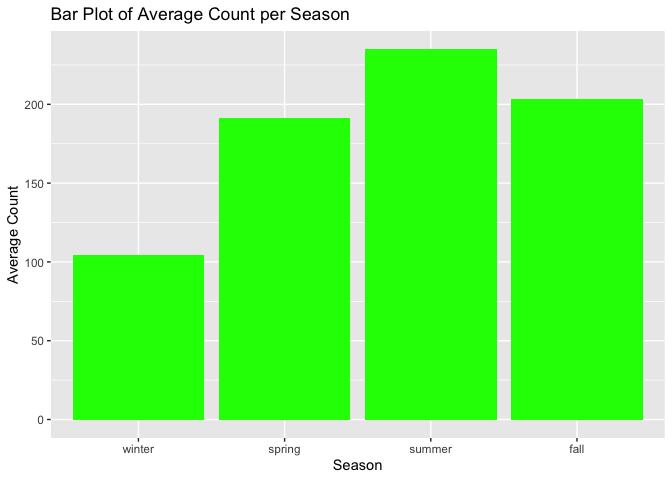 Bar Plot of Average Count per Season
Average Count
200
150
100
50
0
winter spring summer fall
Season